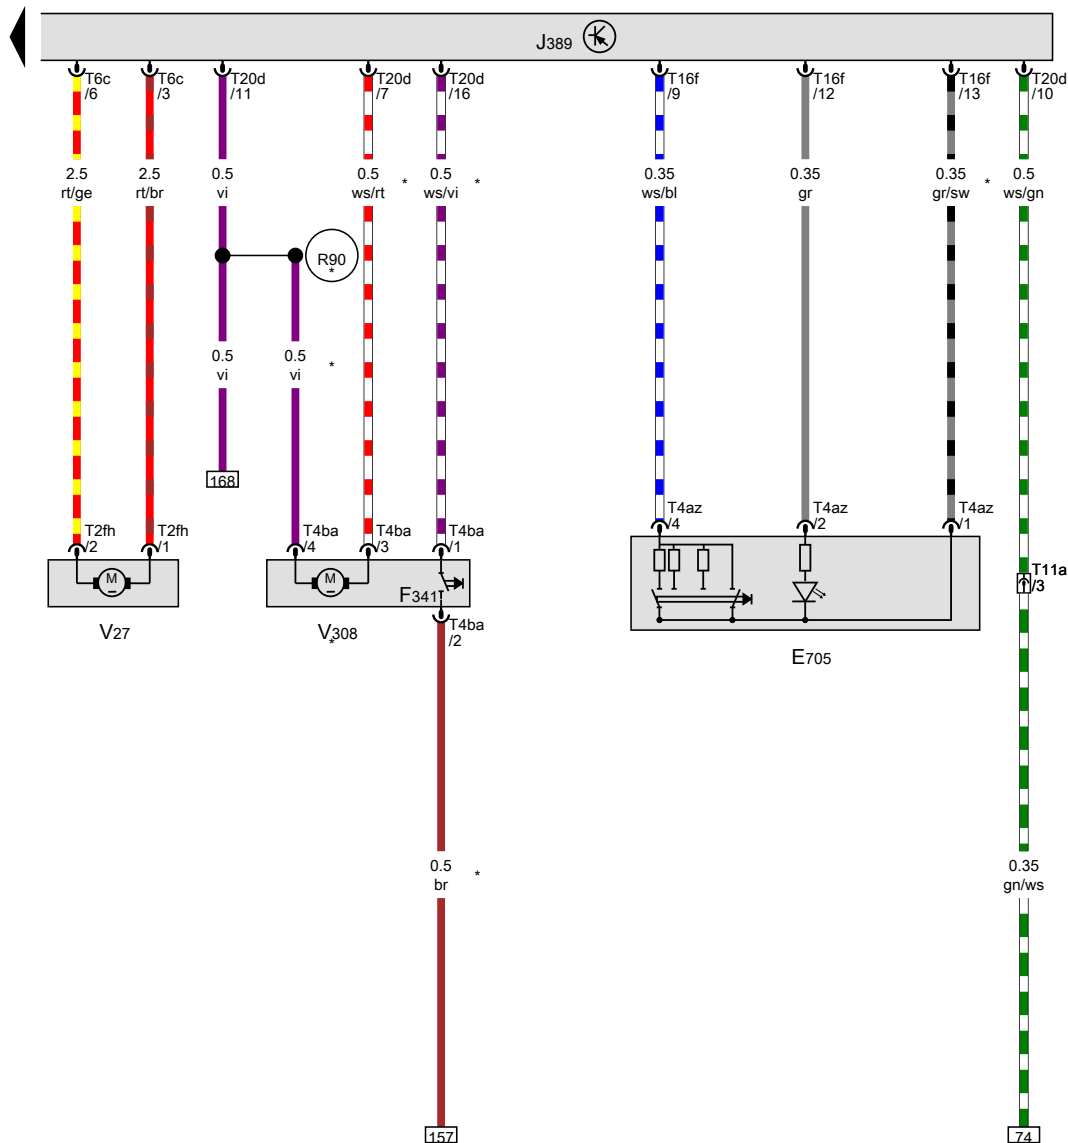 J389
T6c
/6
T6c
/3
T20d
/11
T20d
/7
T20d
/16
T16f
/9
T16f
/12
T16f
/13
T20d
/10
2.5
rt/ge
2.5
rt/br
0.5
vi
0.5
ws/rt
*
0.5
ws/vi
*
0.35
ws/bl
0.35
gr
0.35
gr/sw
*
0.5
ws/gn
R90
*
0.5
vi
0.5
vi
*
168
T2fh
/2
T2fh
/1
T4ba
/4
T4ba
/3
T4ba
/1
T4az
/4
T4az
/2
T4az
/1
M
M
F341
T11a
/3
V27
V308
*
T4ba
/2
E705
0.5
br
*
0.35
gn/ws
157
74